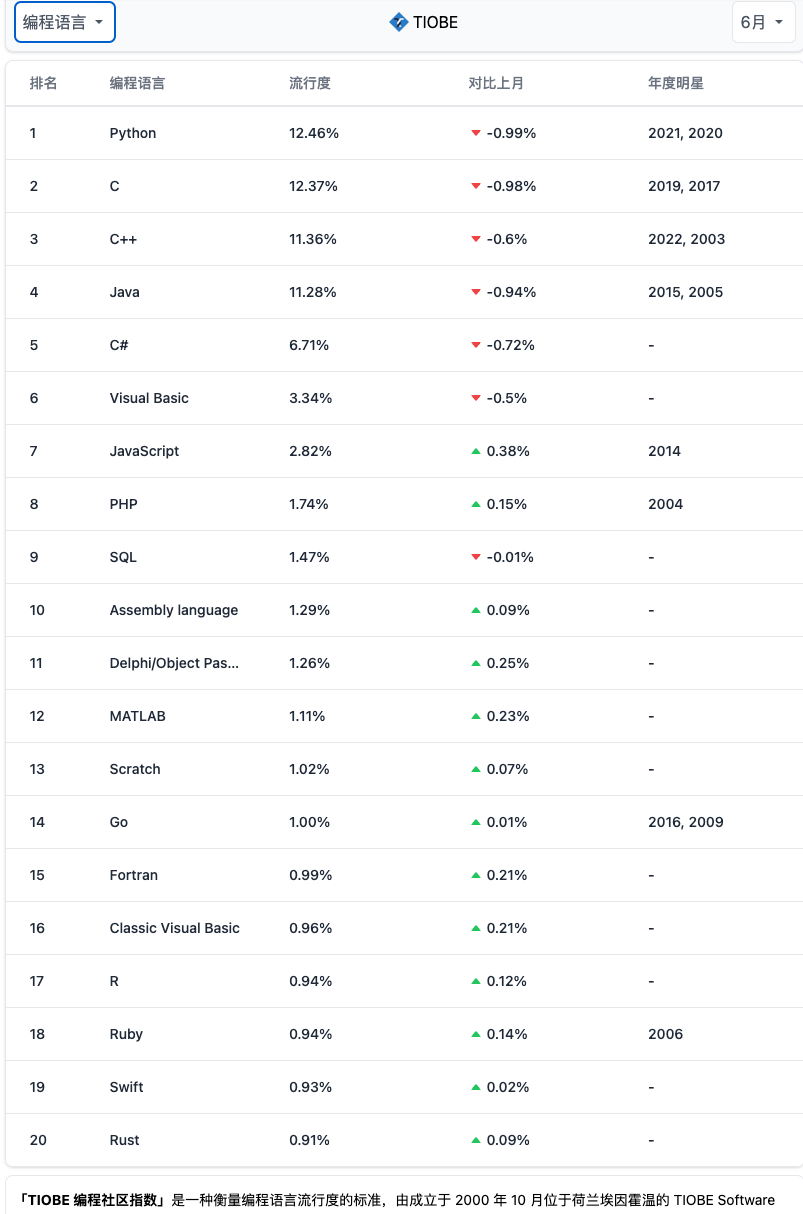 编程语言 TIOBE 6月
排名 编程语言 流行度 对比上月 年度明星
1 Python 12.46% -0.99% 2021, 2020
2 C 12.37% -0.98% 2019, 2017
3 C++ 11.36% -0.6% 2022, 2003
4 Java 11.28% -0.94% 2015, 2005
5 C# 6.71% -0.72% -
6 Visual Basic 3.34% -0.5% -
7 JavaScript 2.82% 0.38% 2014
8 PHP 1.74% 0.15% 2004
9 SQL 1.47% -0.01% -
10 Assembly language 1.29% 0.09% -
11 Delphi/Object Pas... 1.26% 0.25% -
12 MATLAB 1.11% 0.23% -
13 Scratch 1.02% 0.07% -
14 Go 1.00% 0.01% 2016, 2009
15 Fortran 0.99% 0.21% -
16 Classic Visual Basic 0.96% 0.21% -
17 R 0.94% 0.12% -
18 Ruby 0.94% 0.14% 2006
19 Swift 0.93% 0.02% -
20 Rust 0.91% 0.09% -
「TIOBE 编程社区指数」是一种衡量编程语言流行度的标准，由成立于 2000 年 10 月位于荷兰埃因霍温的 TIOBE Software